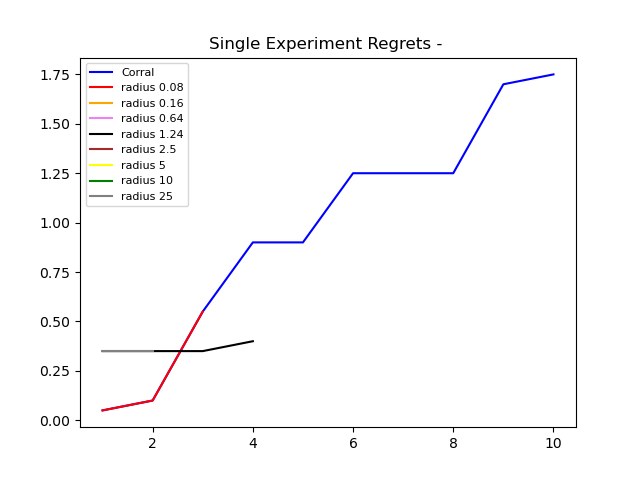 Single Experiment Regrets -
Corral
radius 0.08
radius 0.16
radius 0.64
radius 1.24
radius 2.5
radius 5
radius 10
radius 25
1.75
1.50
1.25
1.00
0.75
0.50
0.25
0.00
2
4
6
8
10